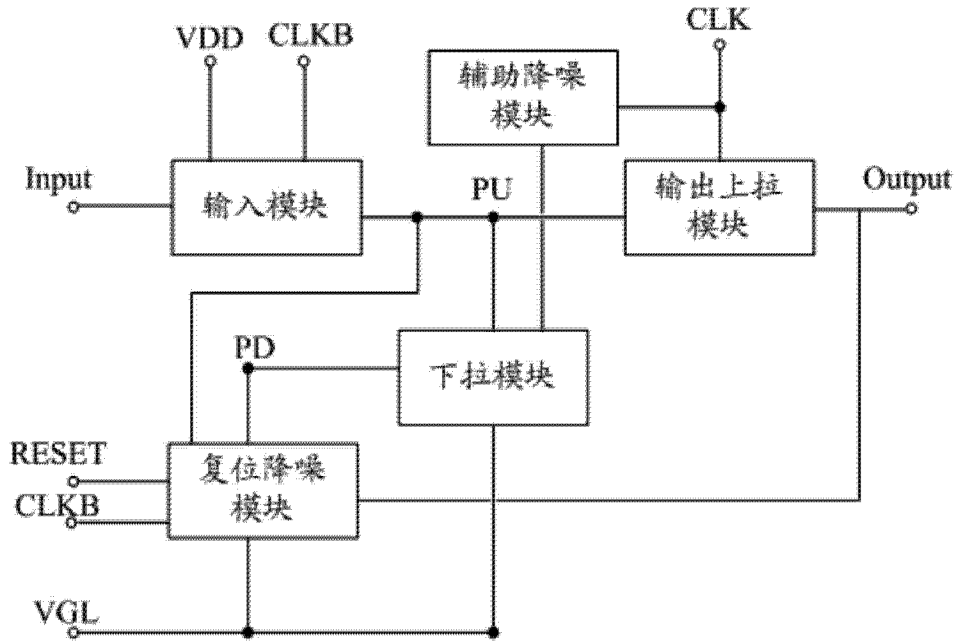 VDD
CLKB
CLK
辅助降噪
模块
Input
输入模块
PU
输出上拉
模块
Output
PD
下拉模块
RESET
CLKB
复位降噪
模块
VGL